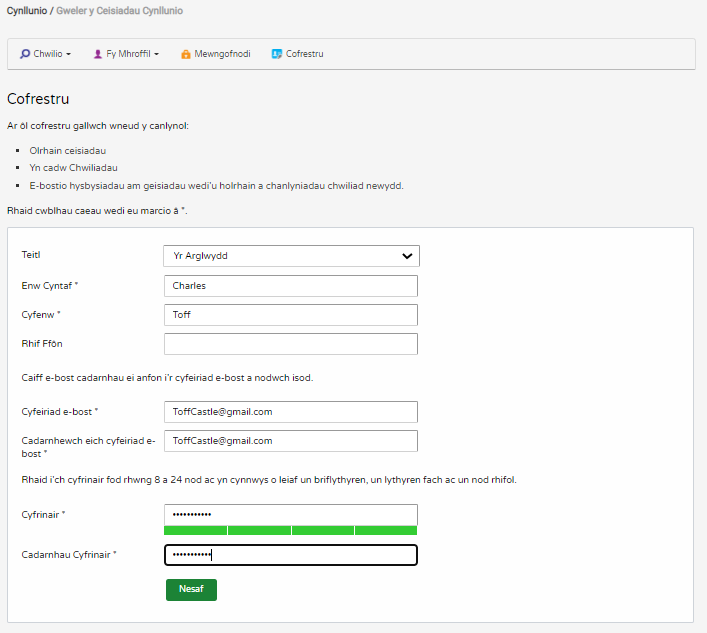 Cynllunio / Gweler y Ceisiadau Cynllunio
Chwilio Fy Mhroffil Mewngofnodi Cofrestru
Cofrestru
Ar ôl cofrestru gallwch wneud y canlynol:
Olrhain ceisiadau
Yn cadw Chwiliadau
E-bostio hysbysiadau am geisiadau wedi'u holrhain a chanlyniadau chwiliad newydd.
Rhaid cwblhau caeau wedi eu marcio â *.
Teitl Yr Arglwydd
Enw Cyntaf * Charles
Cyfenw * Toff
Rhif Ffôn
Caiff e-bost cadarnhau ei anfon i'r cyfeiriad e-bost a nodwch isod.
Cyfeiriad e-bost * ToffCastle@gmail.com
Cadarnhewch eich cyfeiriad e- ToffCastle@gmail.com
bost *
Rhaid i'ch cyfrinair fod rhwng 8 a 24 nod ac yn cynnwys o leiaf un briflythyren, un lythyren fach ac un nod rhifol.
Cyfrinair * •••••••••••
Cadarnhau Cyfrinair * •••••••••••
Nesaf